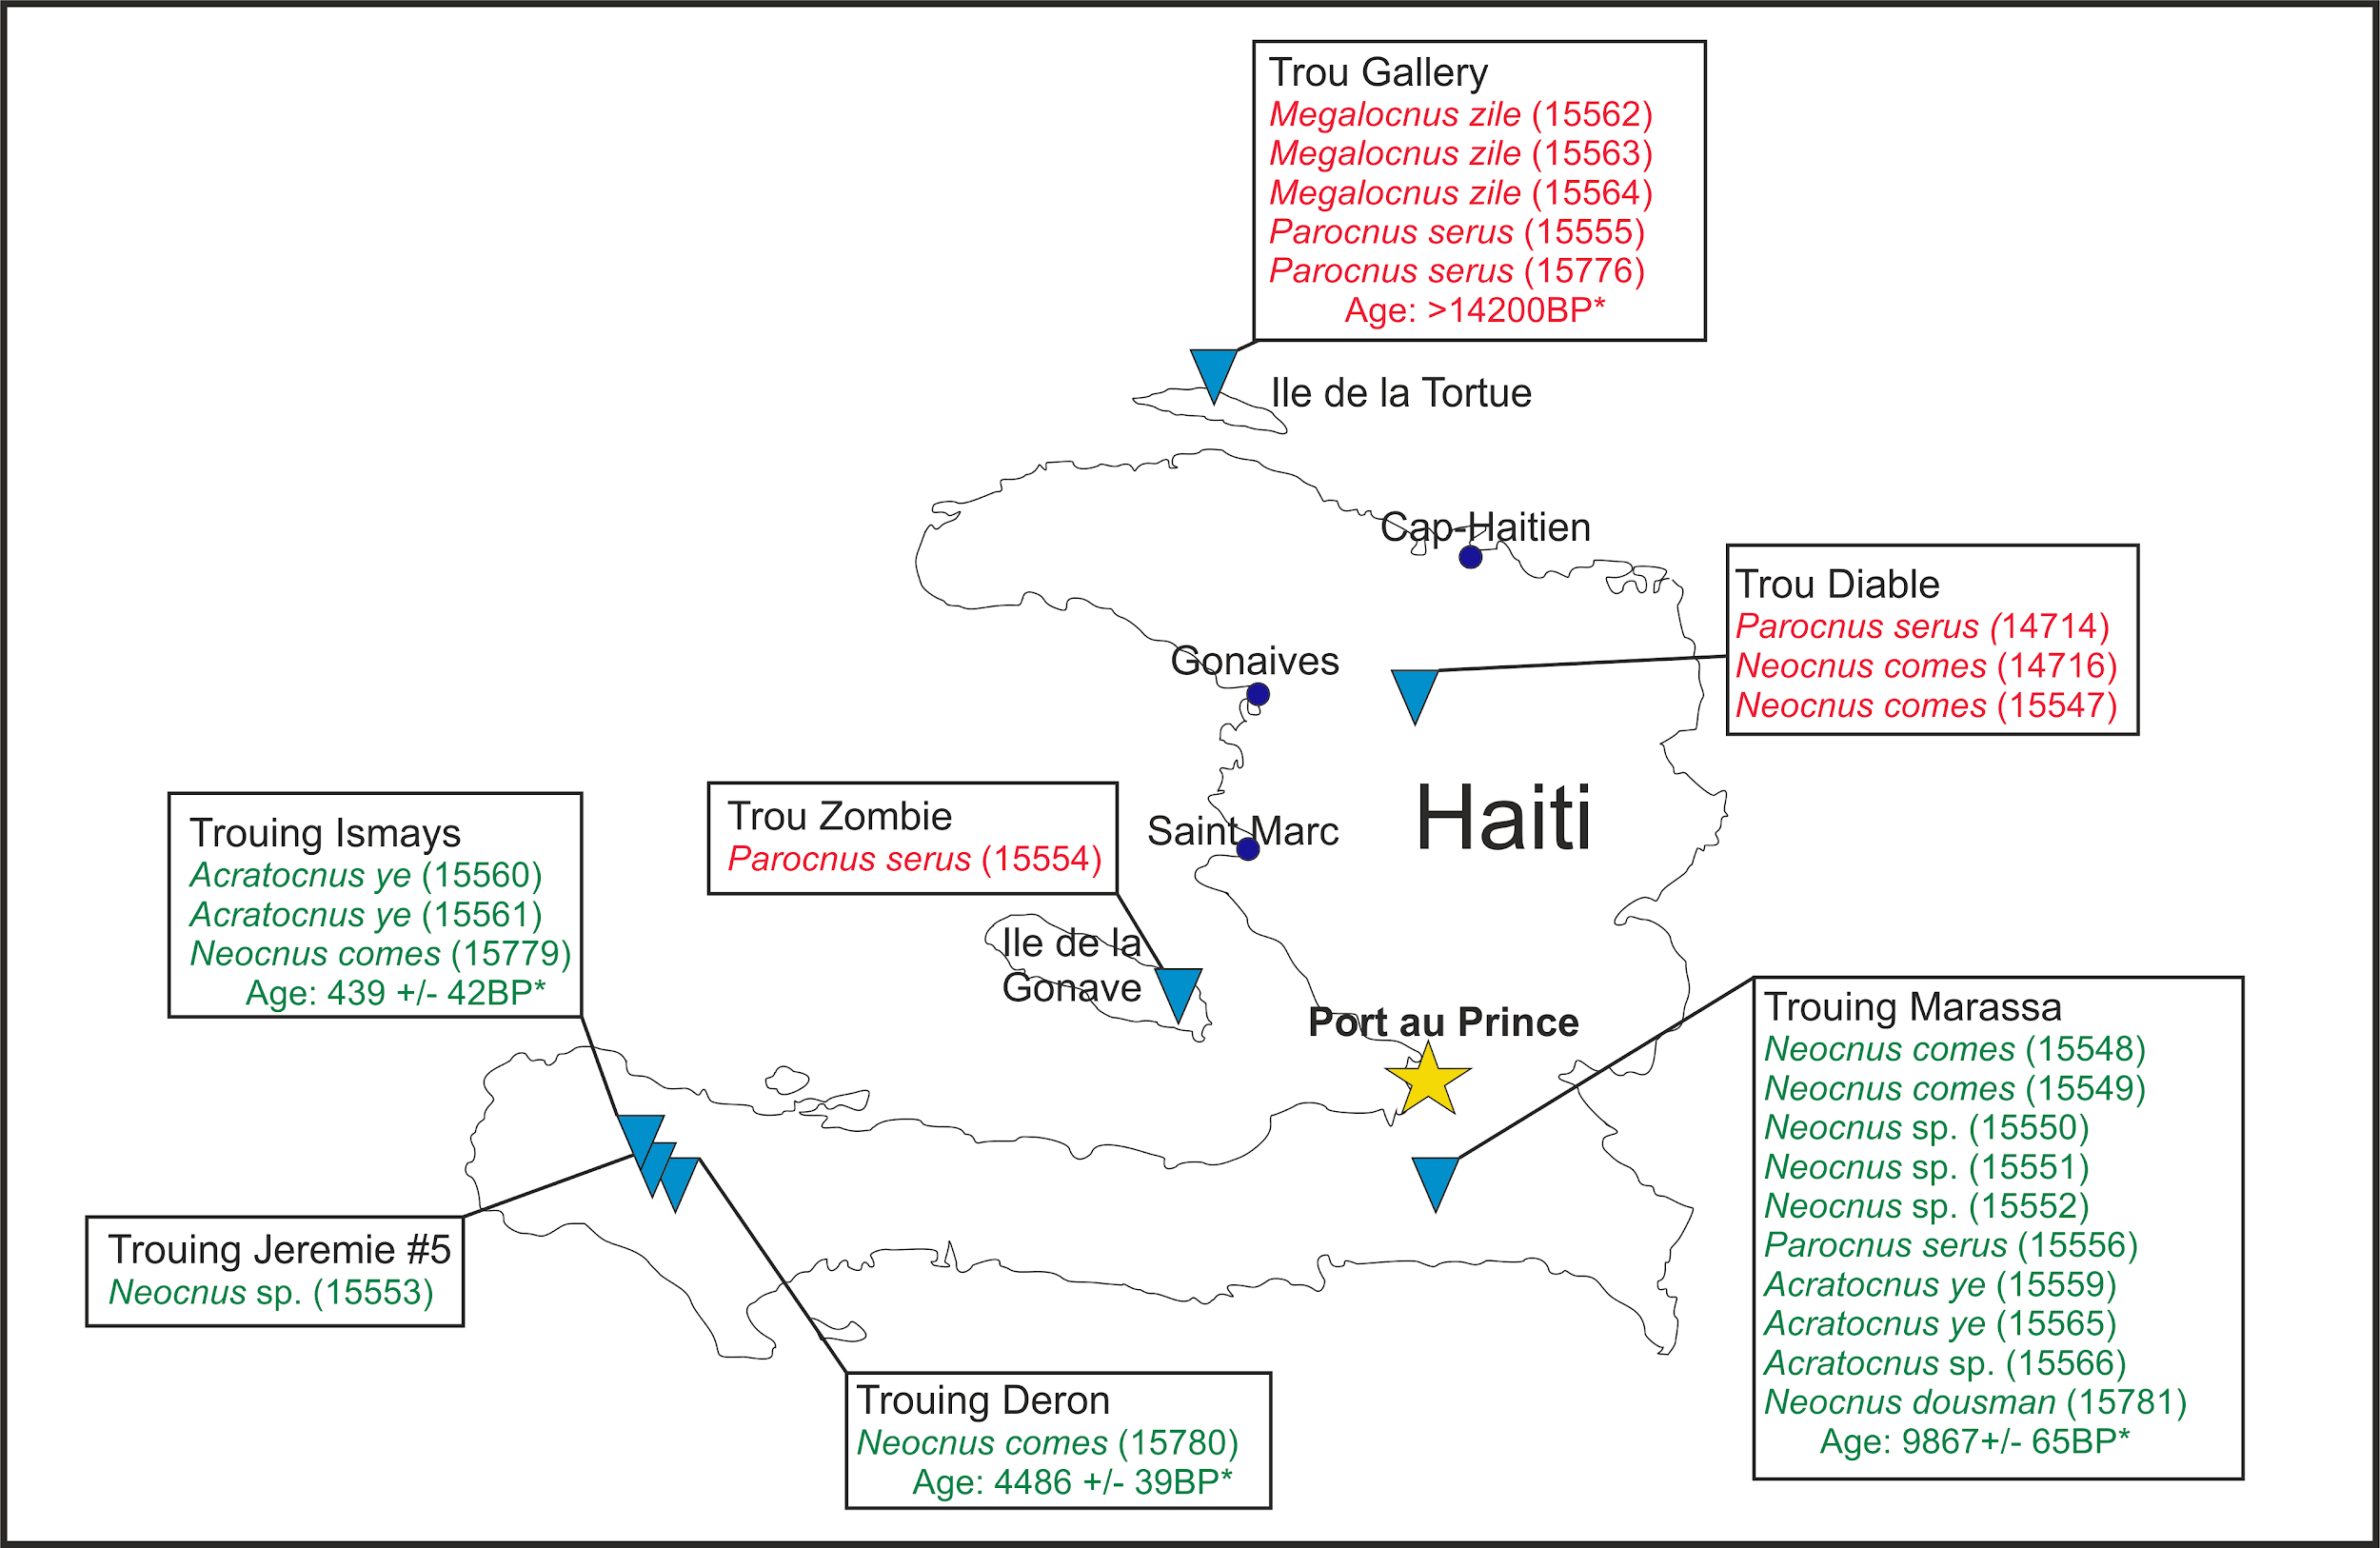 Trou Gallery
Megalocnus zile (15562)
Megalocnus zile (15563)
Megalocnus zile (15564)
Parocnus serus (15555)
Parocnus serus (15776)
Age: >14200BP*
Ile de la Tortue
Cap-Haitien
Trou Diable
Parocnus serus (14714)
Neocnus comes (14716)
Neocnus comes (15547)
Gonaives
Haiti
Saint Marc
Trou Zombie
Parocnus serus (15554)
Trouing Ismays
Acratocnus ye (15560)
Acratocnus ye (15561)
Neocnus comes (15779)
Age: 439 +/- 42BP*
Ile de la
Gonave
Port au Prince
Trouing Marassa
Neocnus comes (15548)
Neocnus comes (15549)
Neocnus sp. (15550)
Neocnus sp. (15551)
Neocnus sp. (15552)
Parocnus serus (15556)
Acratocnus ye (15559)
Acratocnus ye (15565)
Acratocnus sp. (15566)
Neocnus dousman (15781)
Age: 9867+/- 65BP*
Trouing Jeremie #5
Neocnus sp. (15553)
Trouing Deron
Neocnus comes (15780)
Age: 4486 +/- 39BP*